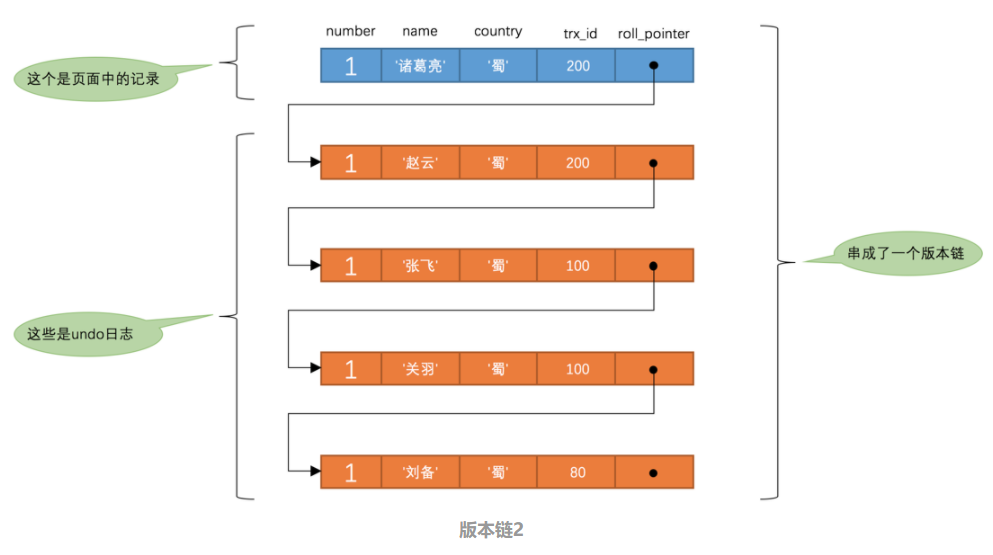 number name country trx_id roll_pointer
1 '诸葛亮' '蜀' 200
这个是页面中的记录
1 '赵云' '蜀' 200
1 '张飞' '蜀' 100
串成了一个版本链
这些是undo日志
1 '关羽' '蜀' 100
1 '刘备' '蜀' 80
版本链2